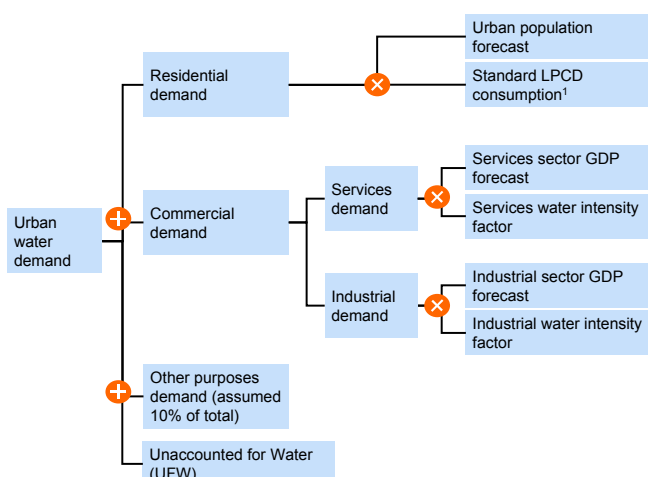 Urban population
forecast
Residential
demand
Standard LPCD
consumption¹
Services sector GDP
forecast
Services
demand
Services water intensity
factor
Commercial
demand
Urban
water
demand
Industrial sector GDP
forecast
Industrial
demand
Industrial water intensity
factor
Other purposes
demand (assumed
10% of total)
Unaccounted for Water
(UFW)